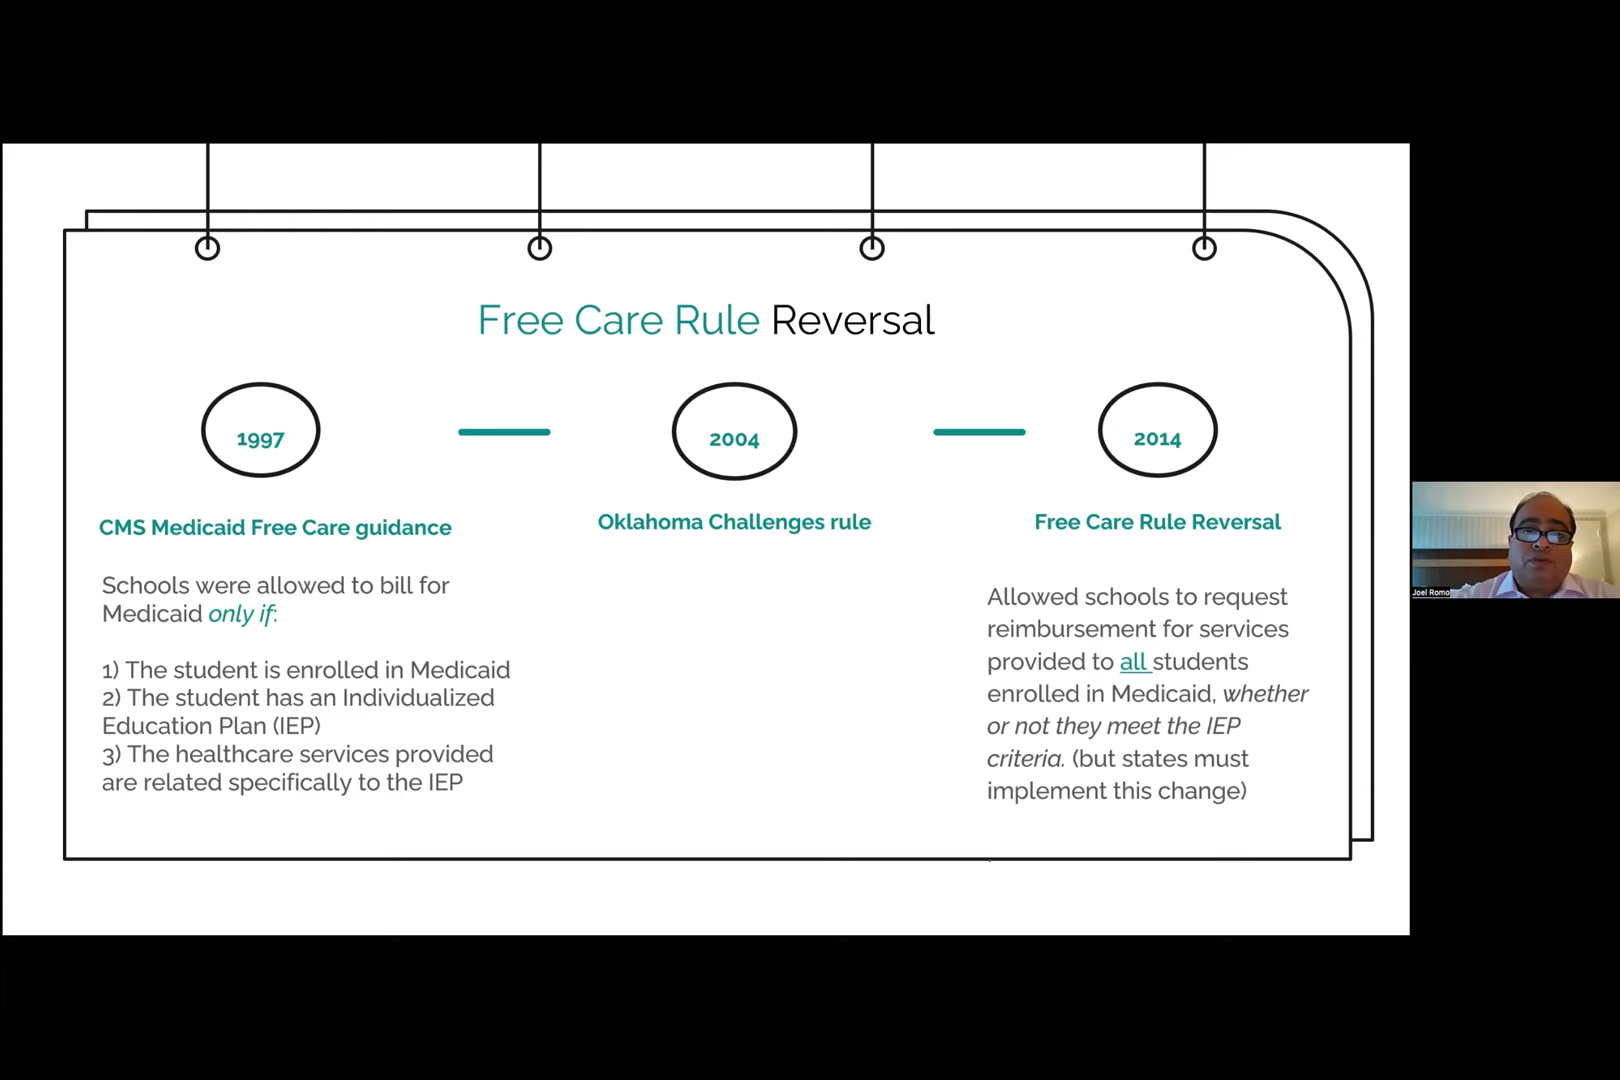 Free Care Rule Reversal
1997
2004
2014
CMS Medicaid Free Care guidance
Schools were allowed to bill for
Medicaid only if:
1) The student is enrolled in Medicaid
2) The student has an Individualized
Education Plan (IEP)
3) The healthcare services provided
are related specifically to the IEP
Oklahoma Challenges rule
Free Care Rule Reversal
Allowed schools to request
reimbursement for services
provided to all students
enrolled in Medicaid, whether
or not they meet the IEP
criteria. (but states must
implement this change)
Joel Romo